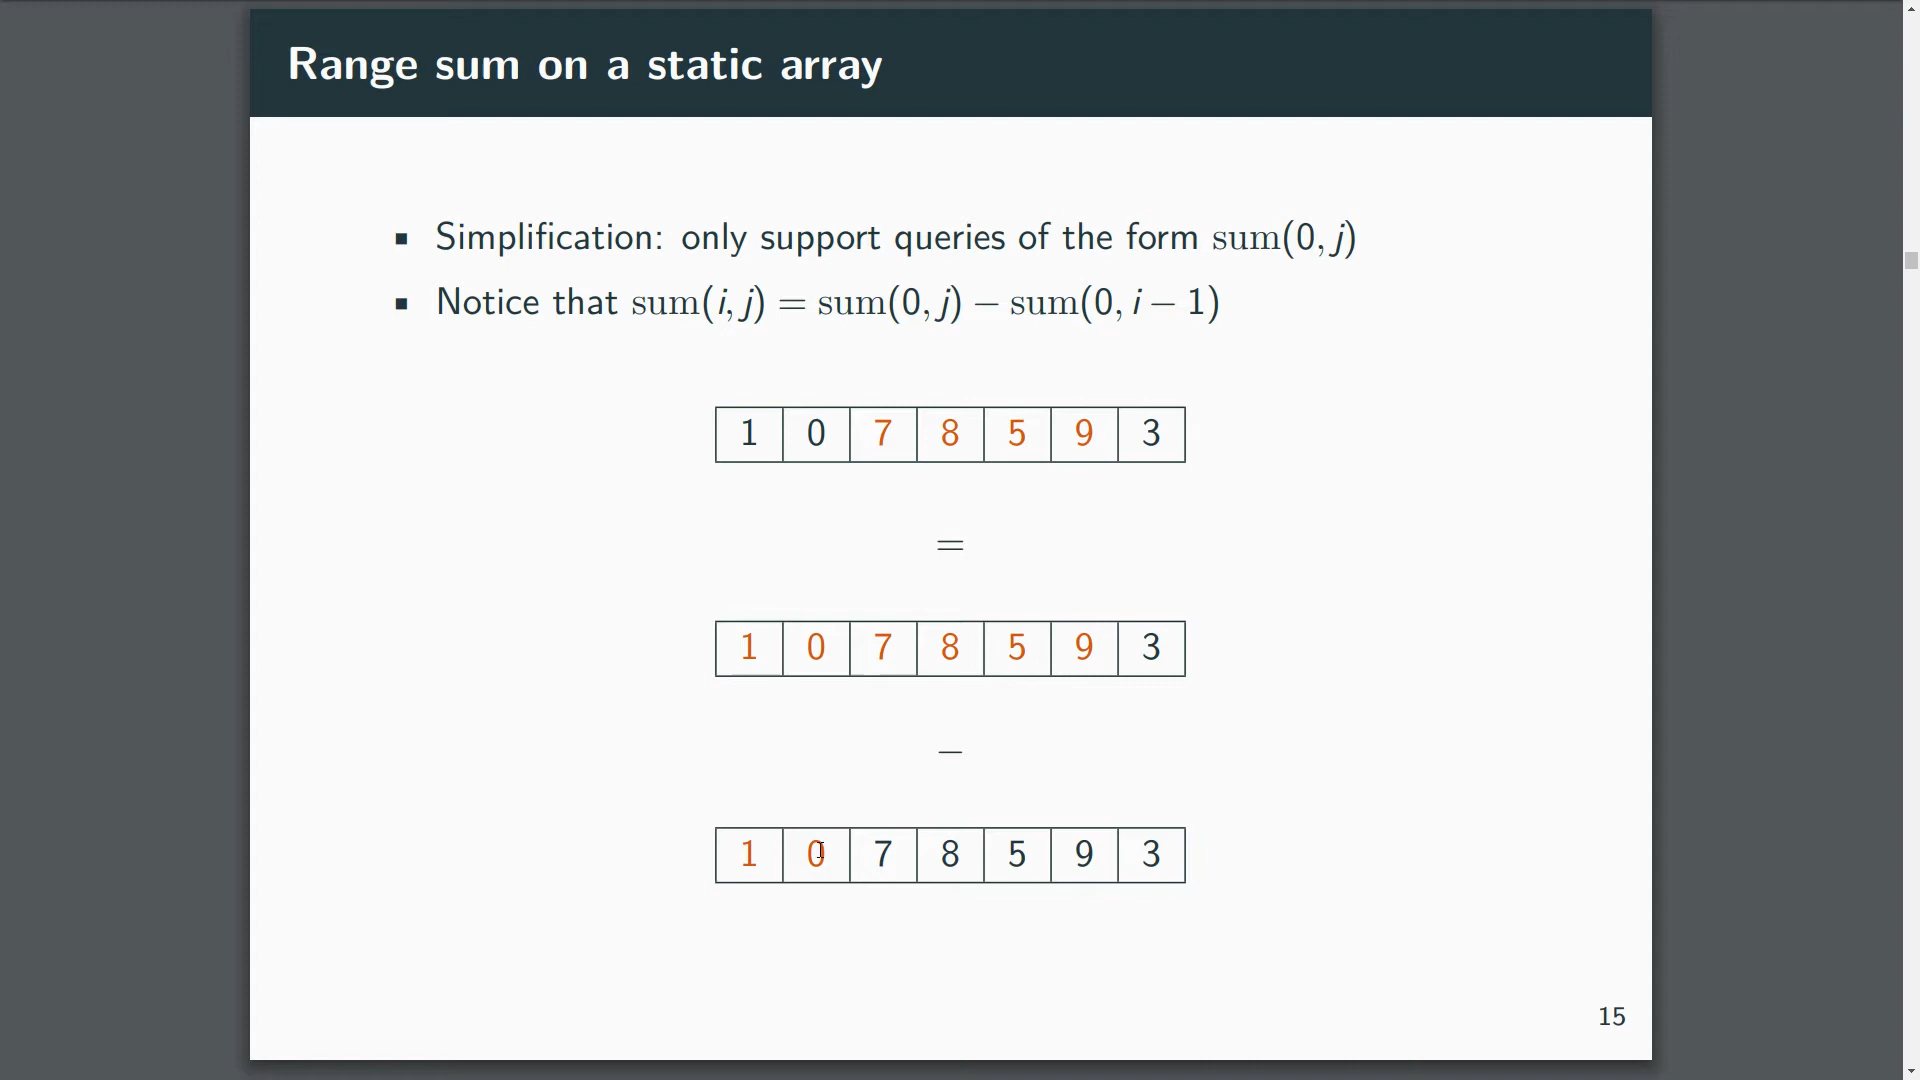 Range sum on a static array
▪ Simplification: only support queries of the form sum(0, j)
▪ Notice that sum(i, j) = sum(0, j) − sum(0, i − 1)
1 0 7 8 5 9 3
=
1 0 7 8 5 9 3
−
1 0 7 8 5 9 3
15